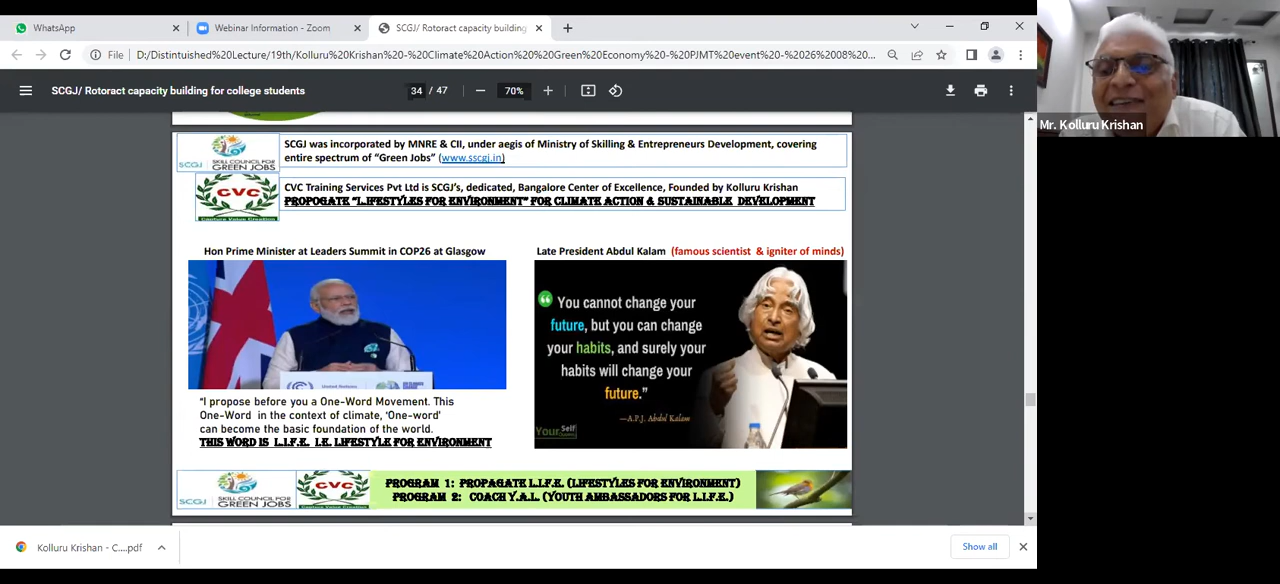 WhatsApp
Webinar Information - Zoom
SCGJ/ Rotoract capacity building
File
D:/Distintuished%20Lecture/19th/Kolluru%20Krishan%20-%20Climate%20Action%20%20Green%20Economy%20-%20PJMT%20event%20-%2026%2008%20...
SCGJ/ Rotoract capacity building for college students
34 / 47
70%
Mr. Kolluru Krishan
SCGJ
SKILL COUNCIL FOR
GREEN JOBS
SCGJ was incorporated by MNRE & CII, under aegis of Ministry of Skilling & Entrepreneurs Development, covering
entire spectrum of “Green Jobs” (www.sscgj.in)
CVC
Capture Value Creation
CVC Training Services Pvt Ltd is SCGJ’s, dedicated, Bangalore Center of Excellence, Founded by Kolluru Krishan
PROPOGATE “LIFESTYLES FOR ENVIRONMENT” FOR CLIMATE ACTION & SUSTAINABLE DEVELOPMENT
Hon Prime Minister at Leaders Summit in COP26 at Glasgow
United Nations
“I propose before you a One-Word Movement. This
One-Word in the context of climate, 'One-word'
can become the basic foundation of the world.
THIS WORD IS L.I.F.E. I.E. LIFESTYLE FOR ENVIRONMENT
Late President Abdul Kalam (famous scientist & igniter of minds)
You cannot change your
future, but you can change
your habits, and surely your
habits will change your
future.”
—A.P.J. Abdul Kalam
YourSelf
SCGJ
SKILL COUNCIL FOR
GREEN JOBS
CVC
PROGRAM 1: PROPAGATE L.I.F.E. (LIFESTYLES FOR ENVIRONMENT)
PROGRAM 2: COACH Y.A.L. (YOUTH AMBASSADORS FOR L.I.F.E.)
Kolluru Krishan - C....pdf
Show all